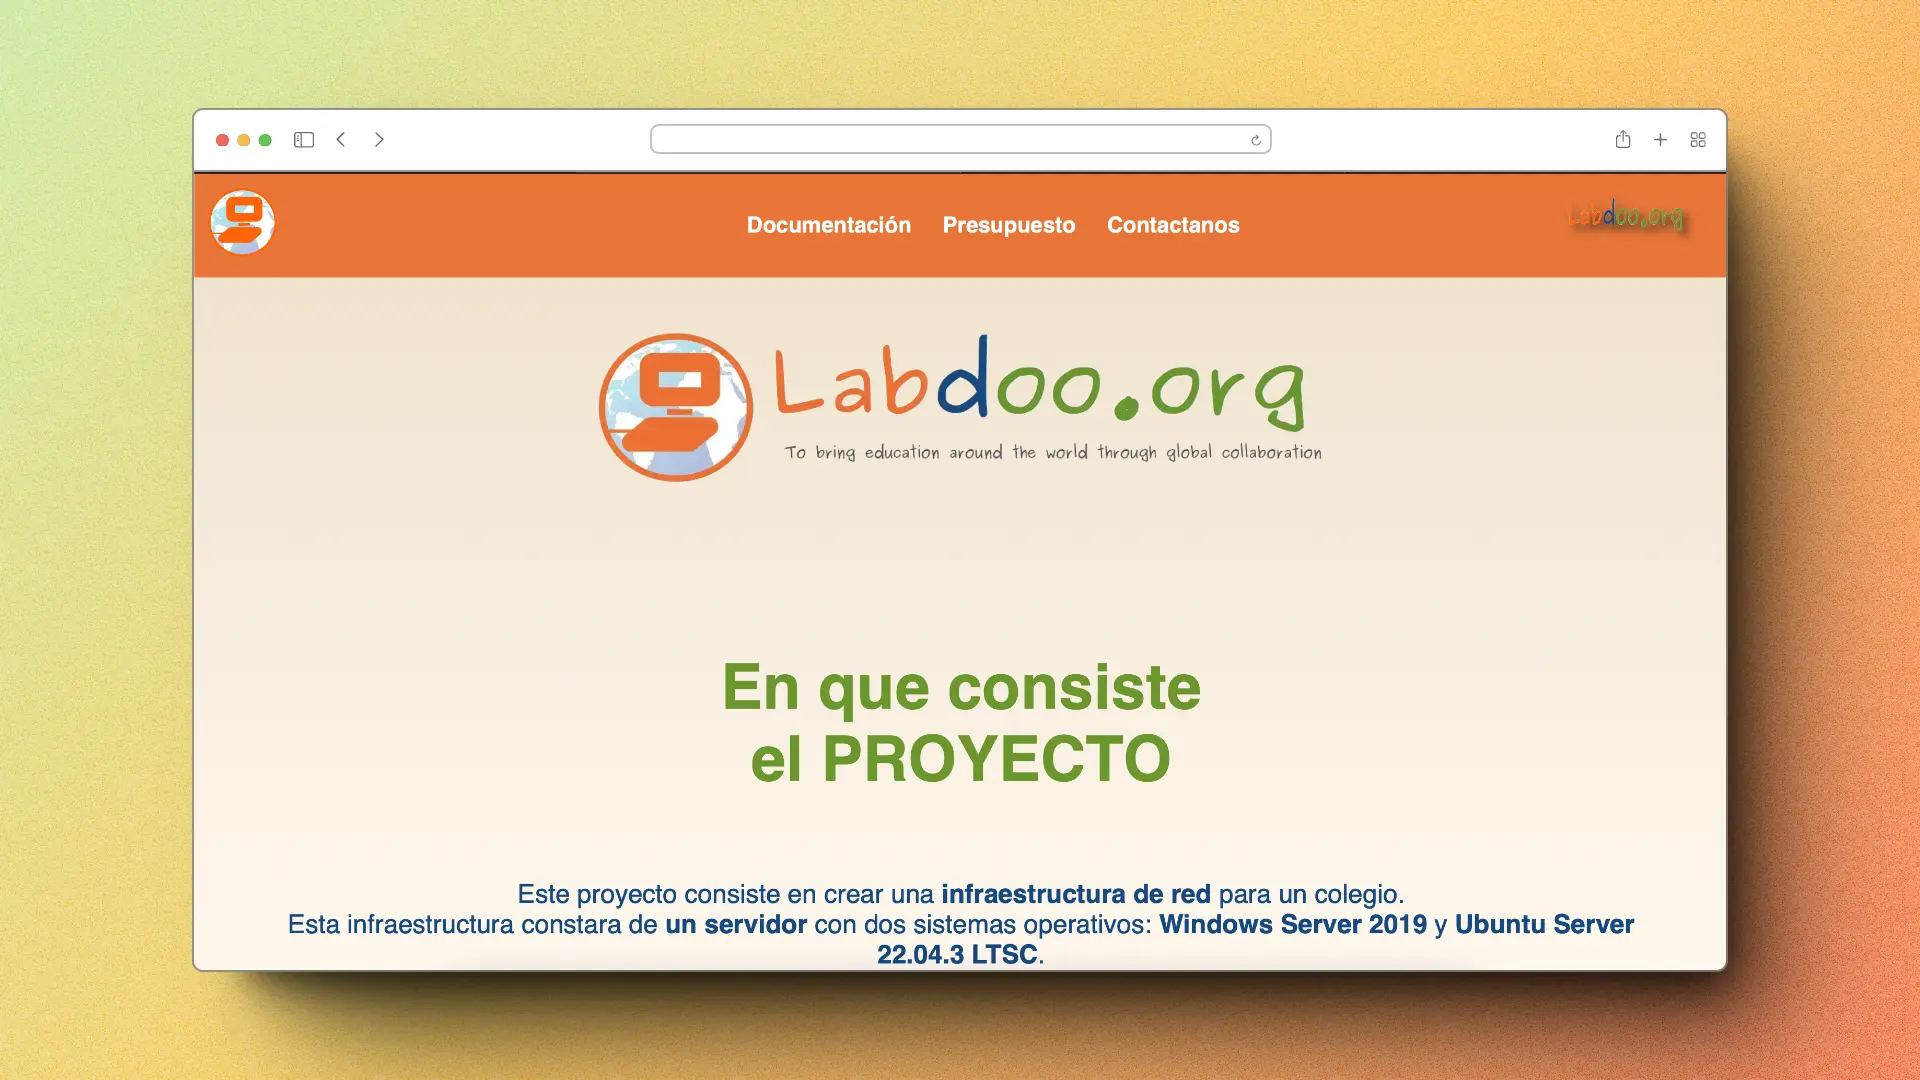 Documentación Presupuesto Contactanos Labdoo.org
Labdoo.org
To bring education around the world through global collaboration
En que consiste
el PROYECTO
Este proyecto consiste en crear una infraestructura de red para un colegio.
Esta infraestructura constara de un servidor con dos sistemas operativos: Windows Server 2019 y Ubuntu Server
22.04.3 LTSC.